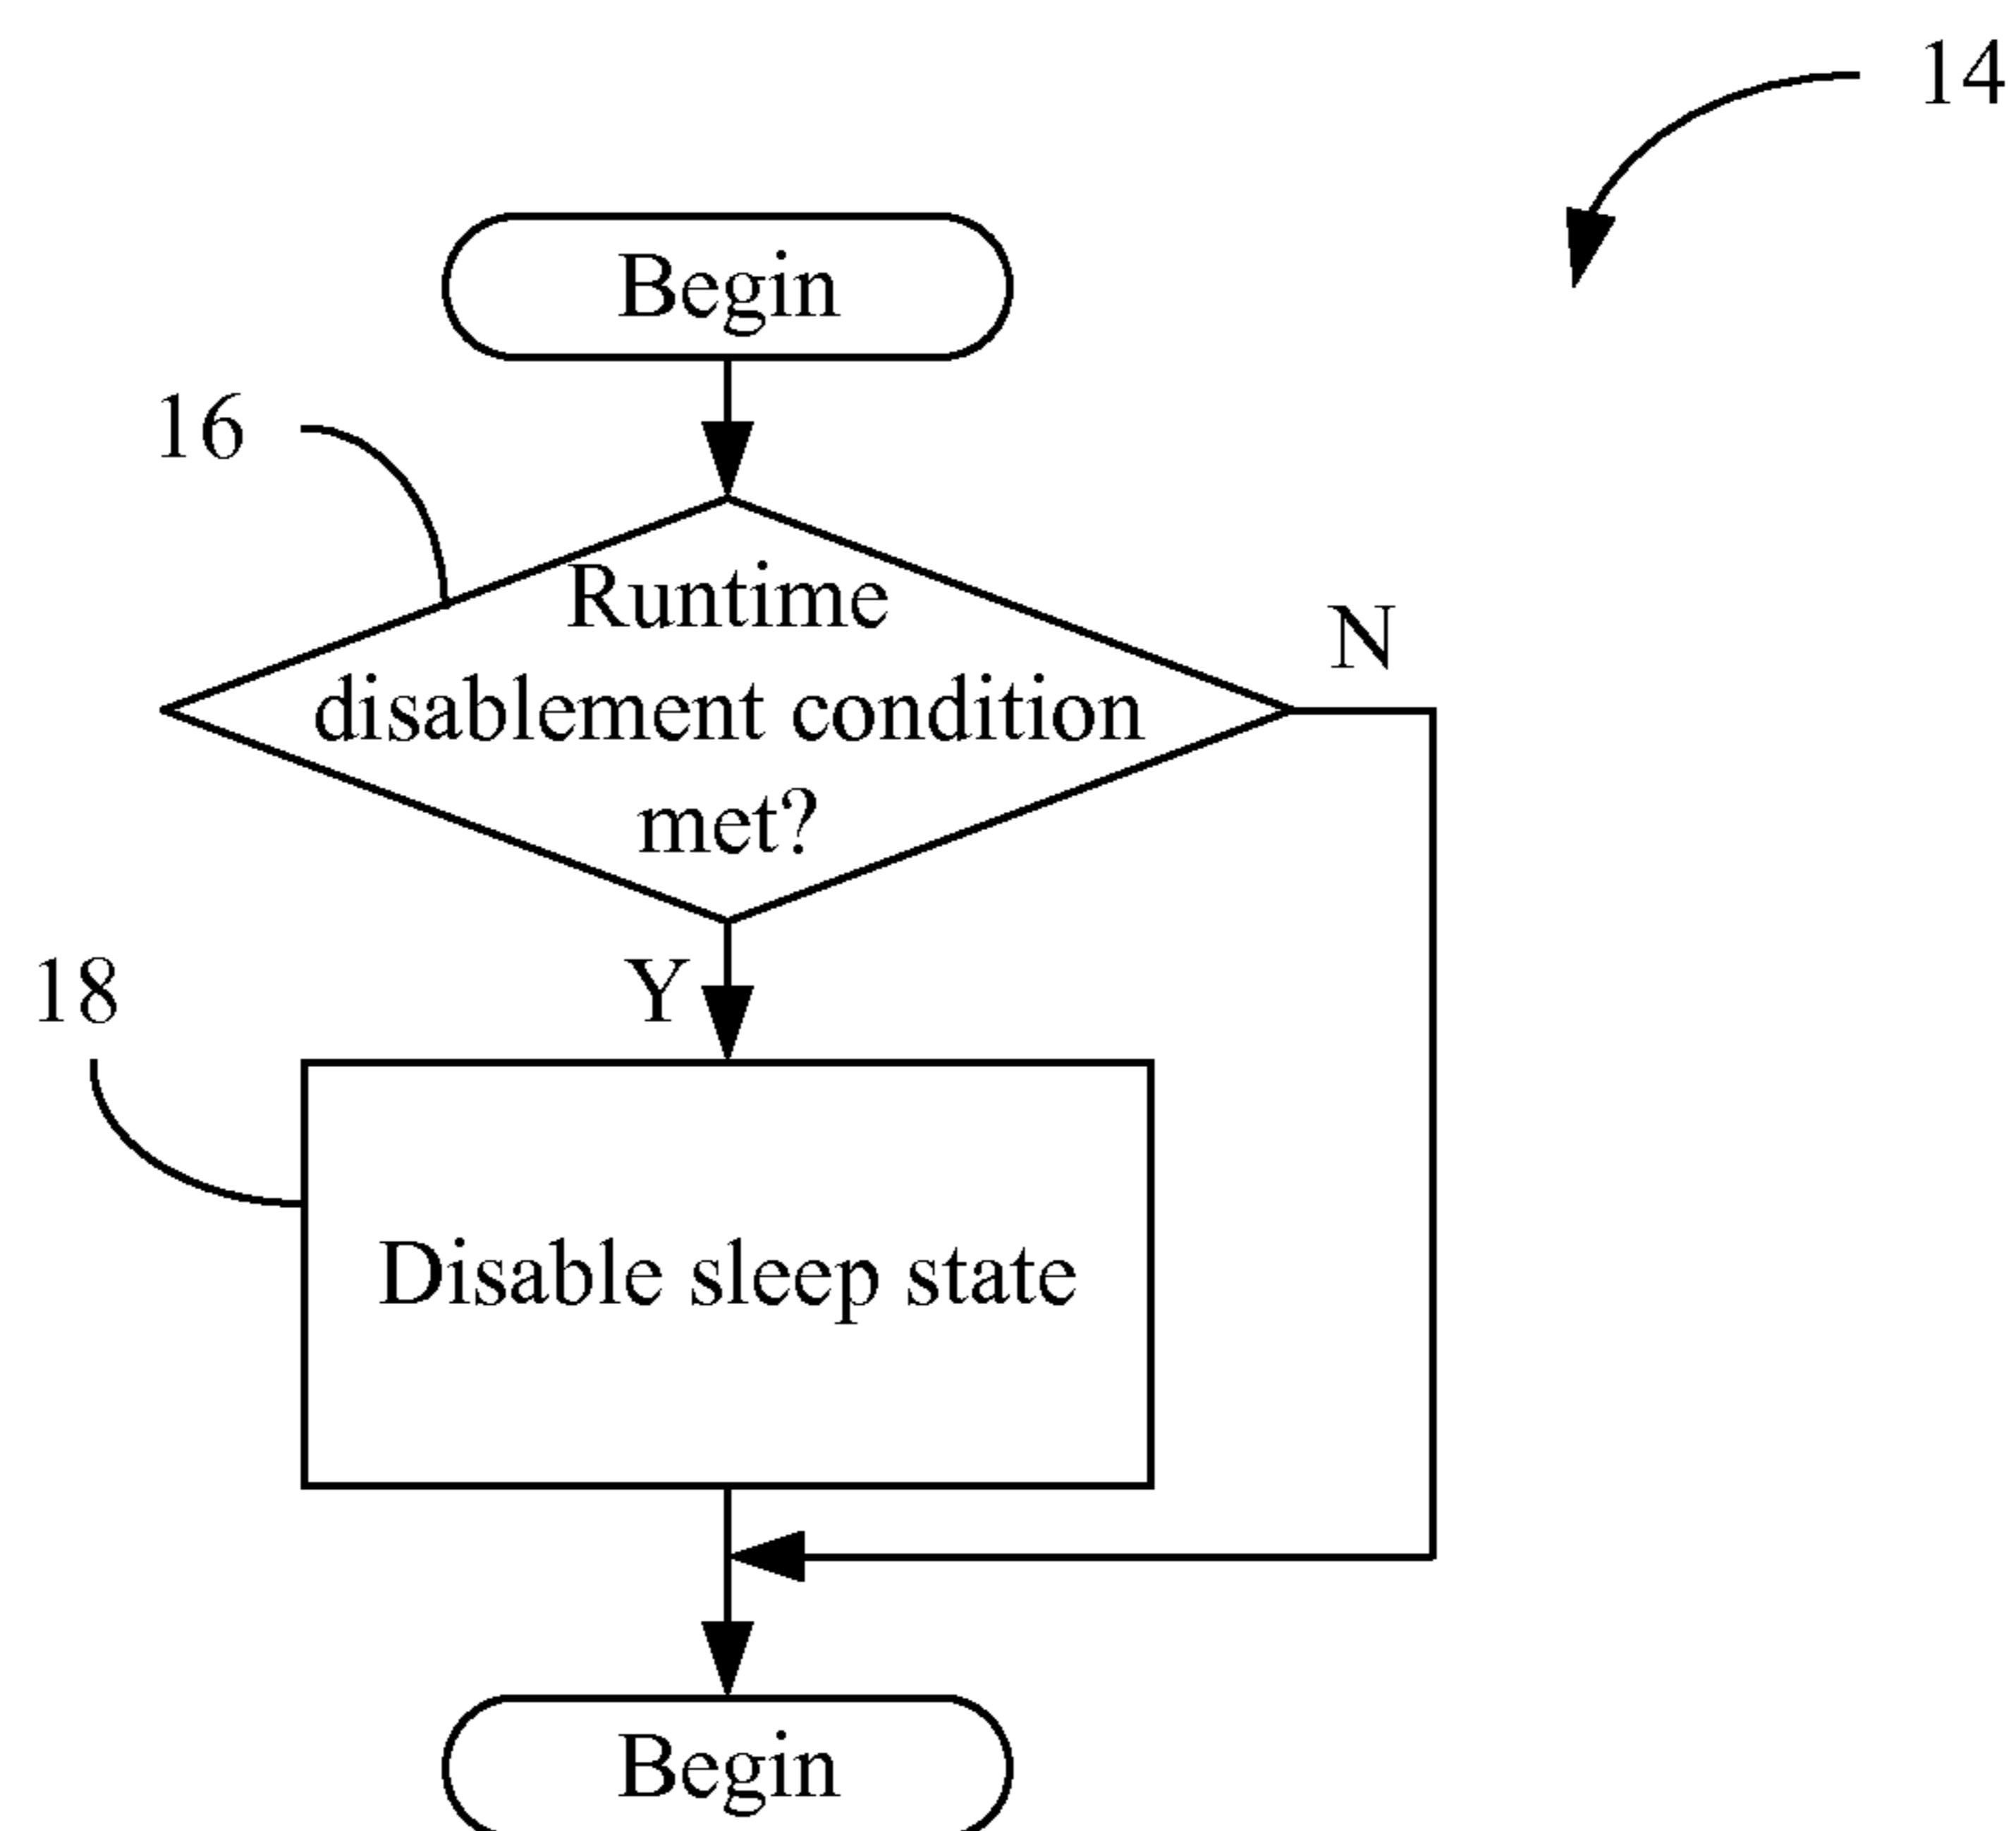 14
Begin
16
Runtime
disablement condition
met?
N
Y
18
Disable sleep state
Begin